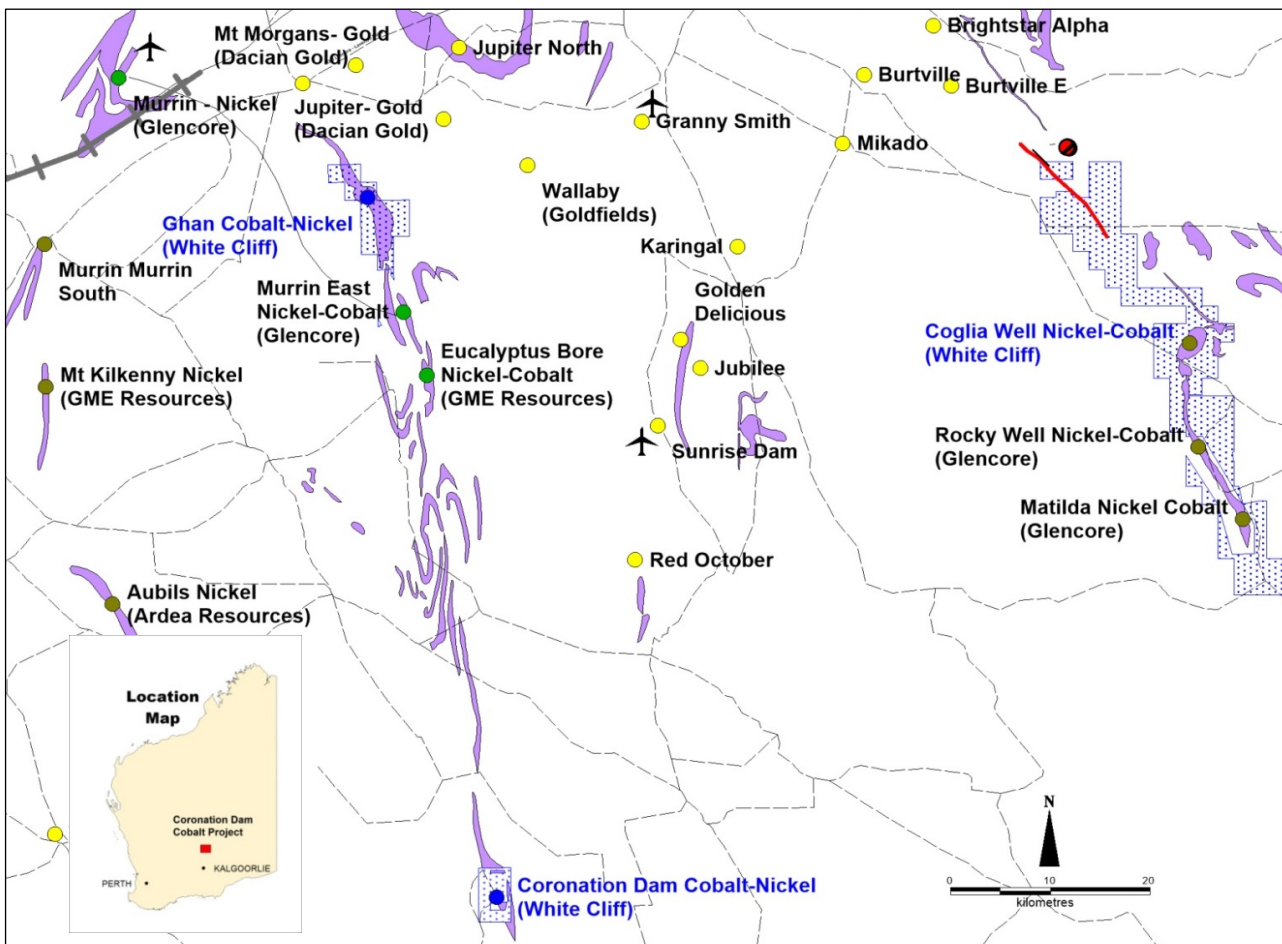 Mt Morgans- Gold
(Dacian Gold)
Jupiter North
Brightstar Alpha
Burtville
Burtville E
Murrin - Nickel
(Glencore)
Jupiter- Gold
(Dacian Gold)
Granny Smith
Mikado
Wallaby
(Goldfields)
Ghan Cobalt-Nickel
(White Cliff)
Karingal
Murrin Murrin
South
Murrin East
Nickel-Cobalt
(Glencore)
Golden
Delicious
Coglia Well Nickel-Cobalt
(White Cliff)
Eucalyptus Bore
Nickel-Cobalt
(GME Resources)
Jubilee
Mt Kilkenny Nickel
(GME Resources)
Sunrise Dam
Rocky Well Nickel-Cobalt
(Glencore)
Matilda Nickel Cobalt
(Glencore)
Red October
Aubils Nickel
(Ardea Resources)
Location
Map
Coronation Dam
Cobalt Project
KALGOORLIE
PERTH
Coronation Dam Cobalt-Nickel
(White Cliff)
N
0 10 20
kilometres